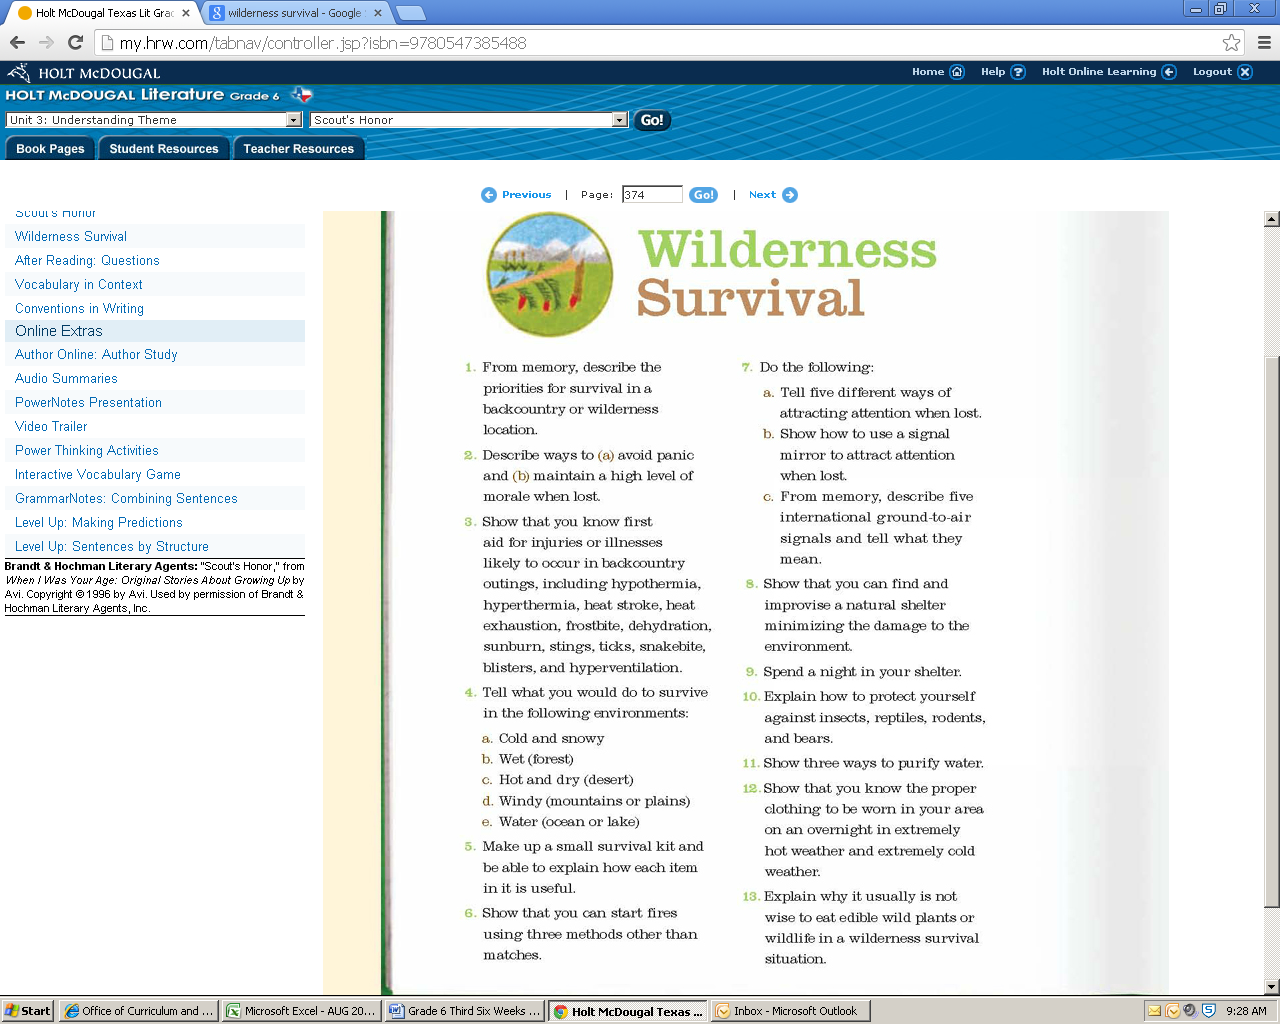 Holt McDougal Texas Lit Gra
wilderness survival - Google
my.hrw.com/tabnav/controller.jsp?isbn=9780547385488
HOLT McDOUGAL
Home
Help
Holt Online Learning
Logout
HOLT McDOUGAL Literature Grade 6
Unit 3: Understanding Theme
Scout's Honor
Go!
Book Pages
Student Resources
Teacher Resources
Previous | Page: 374 Go! | Next
Scout's Honor
Wilderness Survival
After Reading: Questions
Vocabulary in Context
Conventions in Writing
Online Extras
Author Online: Author Study
Audio Summaries
PowerNotes Presentation
Video Trailer
Power Thinking Activities
Interactive Vocabulary Game
GrammarNotes: Combining Sentences
Level Up: Making Predictions
Level Up: Sentences by Structure
Brandt & Hochman Literary Agents: "Scout's Honor," from
When I Was Your Age: Original Stories About Growing Up by
Avi. Copyright © 1996 by Avi. Used by permission of Brandt &
Hochman Literary Agents, Inc.
Wilderness
Survival
1. From memory, describe the
priorities for survival in a
backcountry or wilderness
location.
2. Describe ways to (a) avoid panic
and (b) maintain a high level of
morale when lost.
3. Show that you know first
aid for injuries or illnesses
likely to occur in backcountry
outings, including hypothermia,
hyperthermia, heat stroke, heat
exhaustion, frostbite, dehydration,
sunburn, stings, ticks, snakebite,
blisters, and hyperventilation.
4. Tell what you would do to survive
in the following environments:
a. Cold and snowy
b. Wet (forest)
c. Hot and dry (desert)
d. Windy (mountains or plains)
e. Water (ocean or lake)
5. Make up a small survival kit and
be able to explain how each item
in it is useful.
6. Show that you can start fires
using three methods other than
matches.
7. Do the following:
a. Tell five different ways of
attracting attention when lost.
b. Show how to use a signal
mirror to attract attention
when lost.
c. From memory, describe five
international ground-to-air
signals and tell what they
mean.
8. Show that you can find and
improvise a natural shelter
minimizing the damage to the
environment.
9. Spend a night in your shelter.
10. Explain how to protect yourself
against insects, reptiles, rodents,
and bears.
11. Show three ways to purify water.
12. Show that you know the proper
clothing to be worn in your area
on an overnight in extremely
hot weather and extremely cold
weather.
13. Explain why it usually is not
wise to eat edible wild plants or
wildlife in a wilderness survival
situation.
Start
Office of Curriculum and ...
Microsoft Excel - AUG 20...
Grade 6 Third Six Weeks ...
Holt McDougal Texas ...
Inbox - Microsoft Outlook
9:28 AM